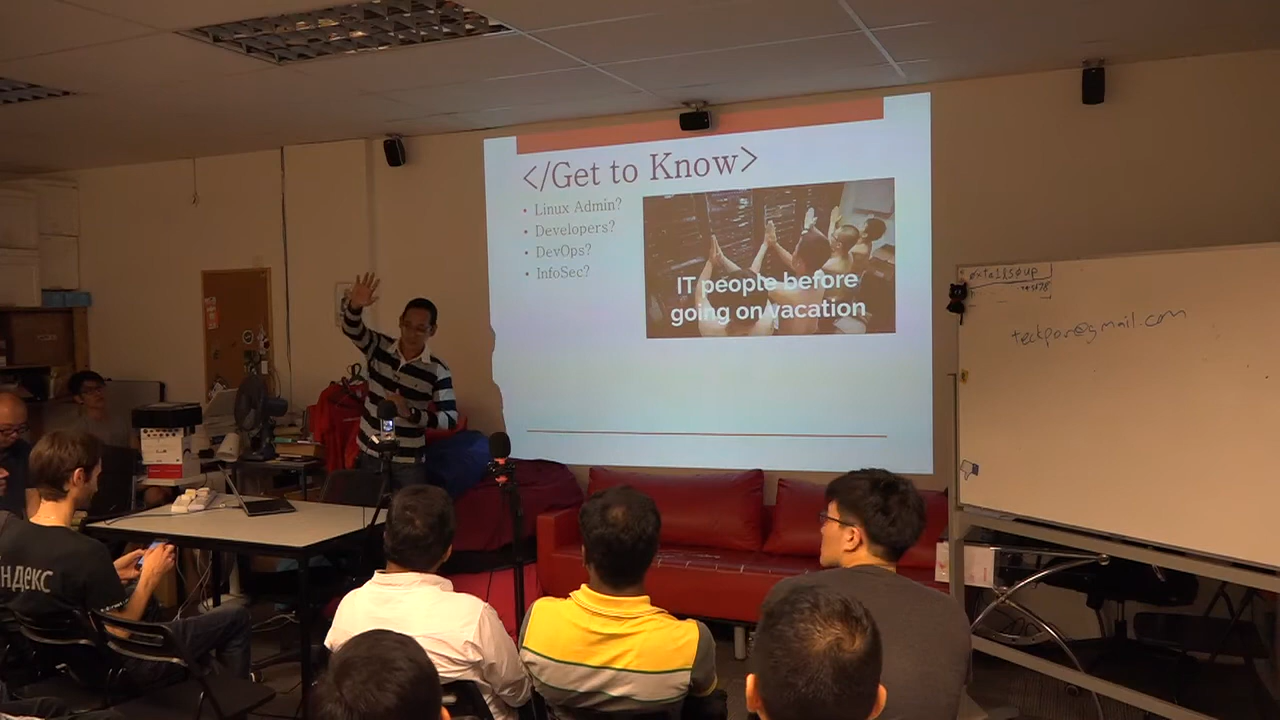 </Get to Know>
• Linux Admin?
• Developers?
• DevOps?
• InfoSec?
IT people before
going on vacation
teckpor@gmail.com
ндекс